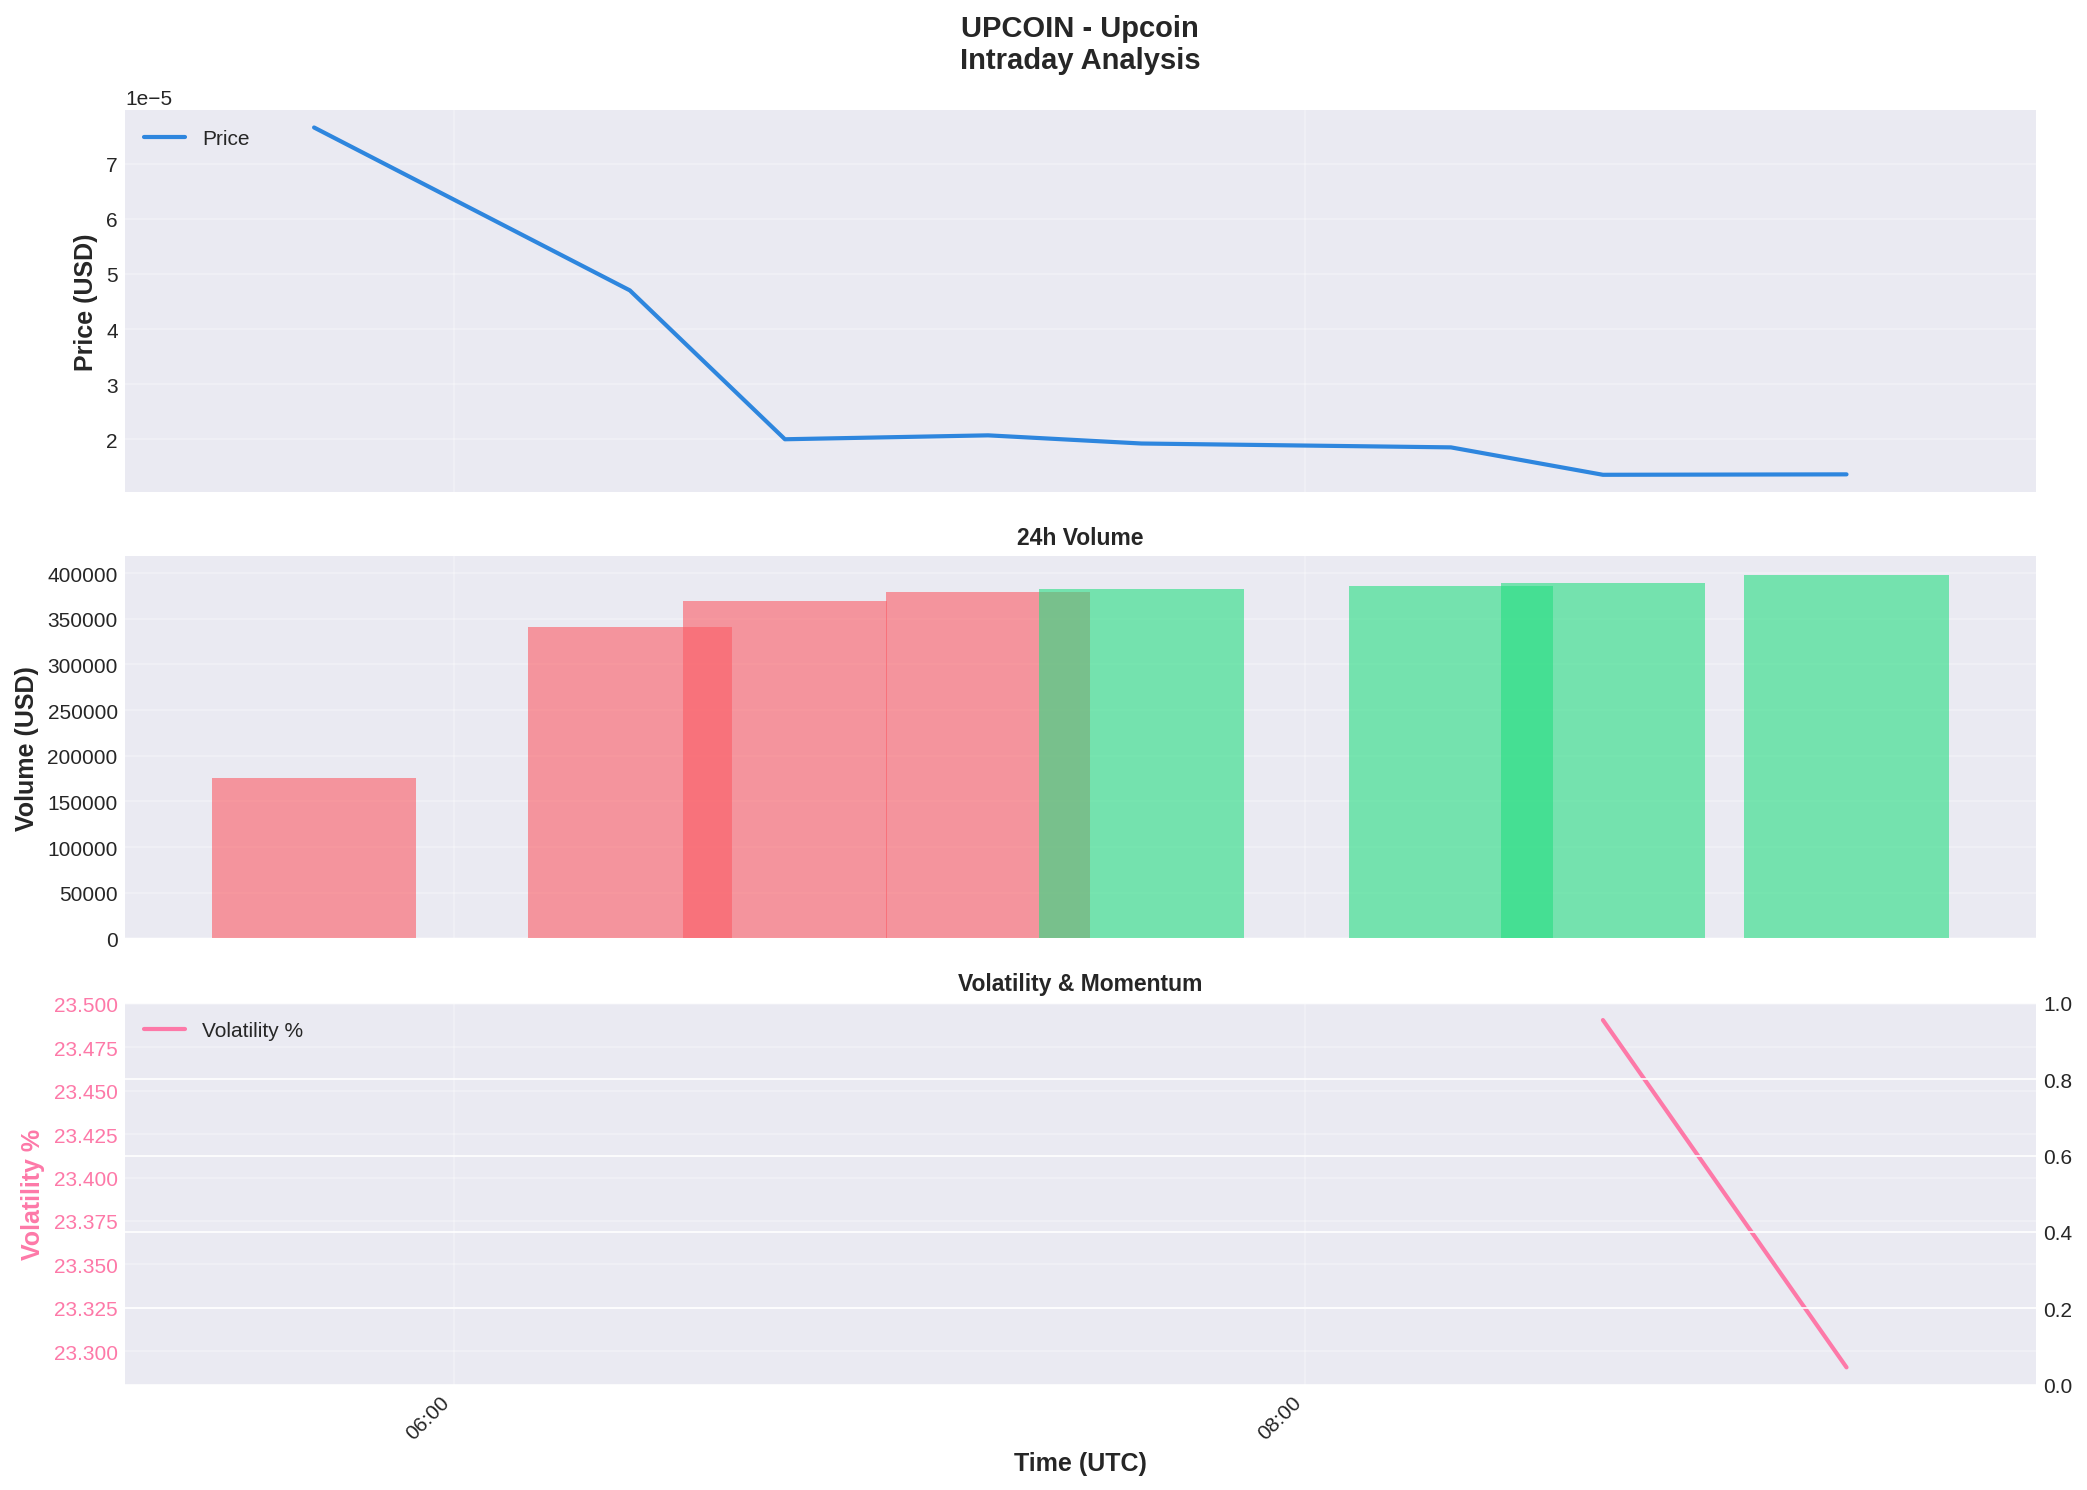 UPCOIN - Upcoin
Intraday Analysis
1e−5
Price
7
6
5
4
3
2
Price (USD)
24h Volume
400000
350000
300000
250000
200000
150000
100000
50000
0
Volume (USD)
Volatility & Momentum
Volatility %
23.500
23.475
23.450
23.425
23.400
23.375
23.350
23.325
23.300
Volatility %
1.0
0.8
0.6
0.4
0.2
0.0
06:00
08:00
Time (UTC)